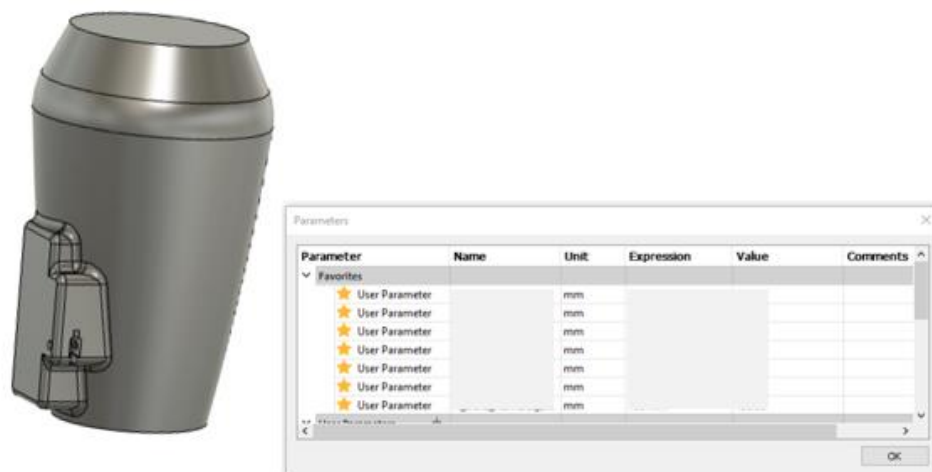 Parameters
Parameter Name Unit Expression Value Comments
Favorites
User Parameter mm
User Parameter mm
User Parameter mm
User Parameter mm
User Parameter mm
User Parameter mm
User Parameter mm
OK